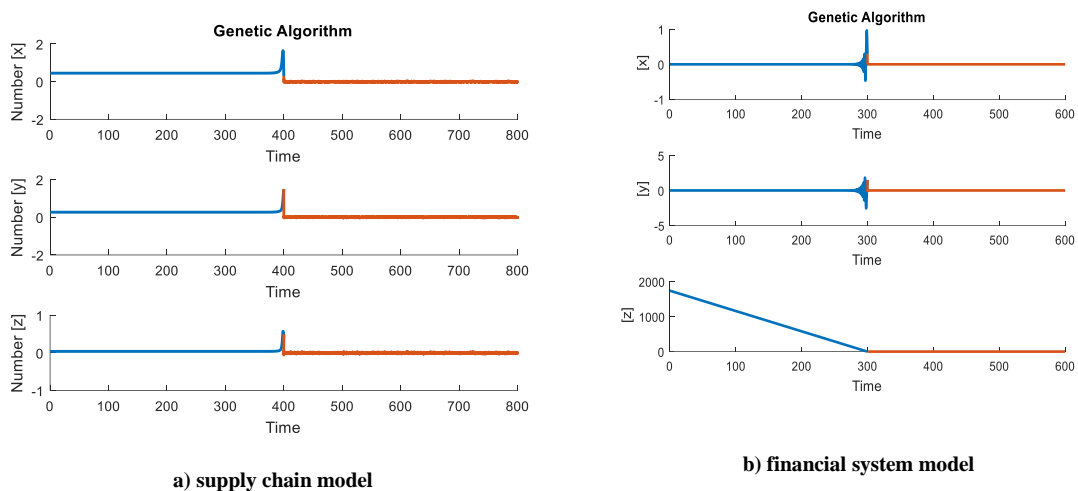 Genetic Algorithm
Number [x]
2
0
-2
0 100 200 300 400 500 600 700 800
Time
Number [y]
2
0
-2
0 100 200 300 400 500 600 700 800
Time
Number [z]
1
0
-1
0 100 200 300 400 500 600 700 800
Time
a) supply chain model
Genetic Algorithm
[x]
1
0
-1
0 100 200 300 400 500 600
Time
[y]
5
0
-5
0 100 200 300 400 500 600
Time
[z]
2000
1000
0
0 100 200 300 400 500 600
Time
b) financial system model